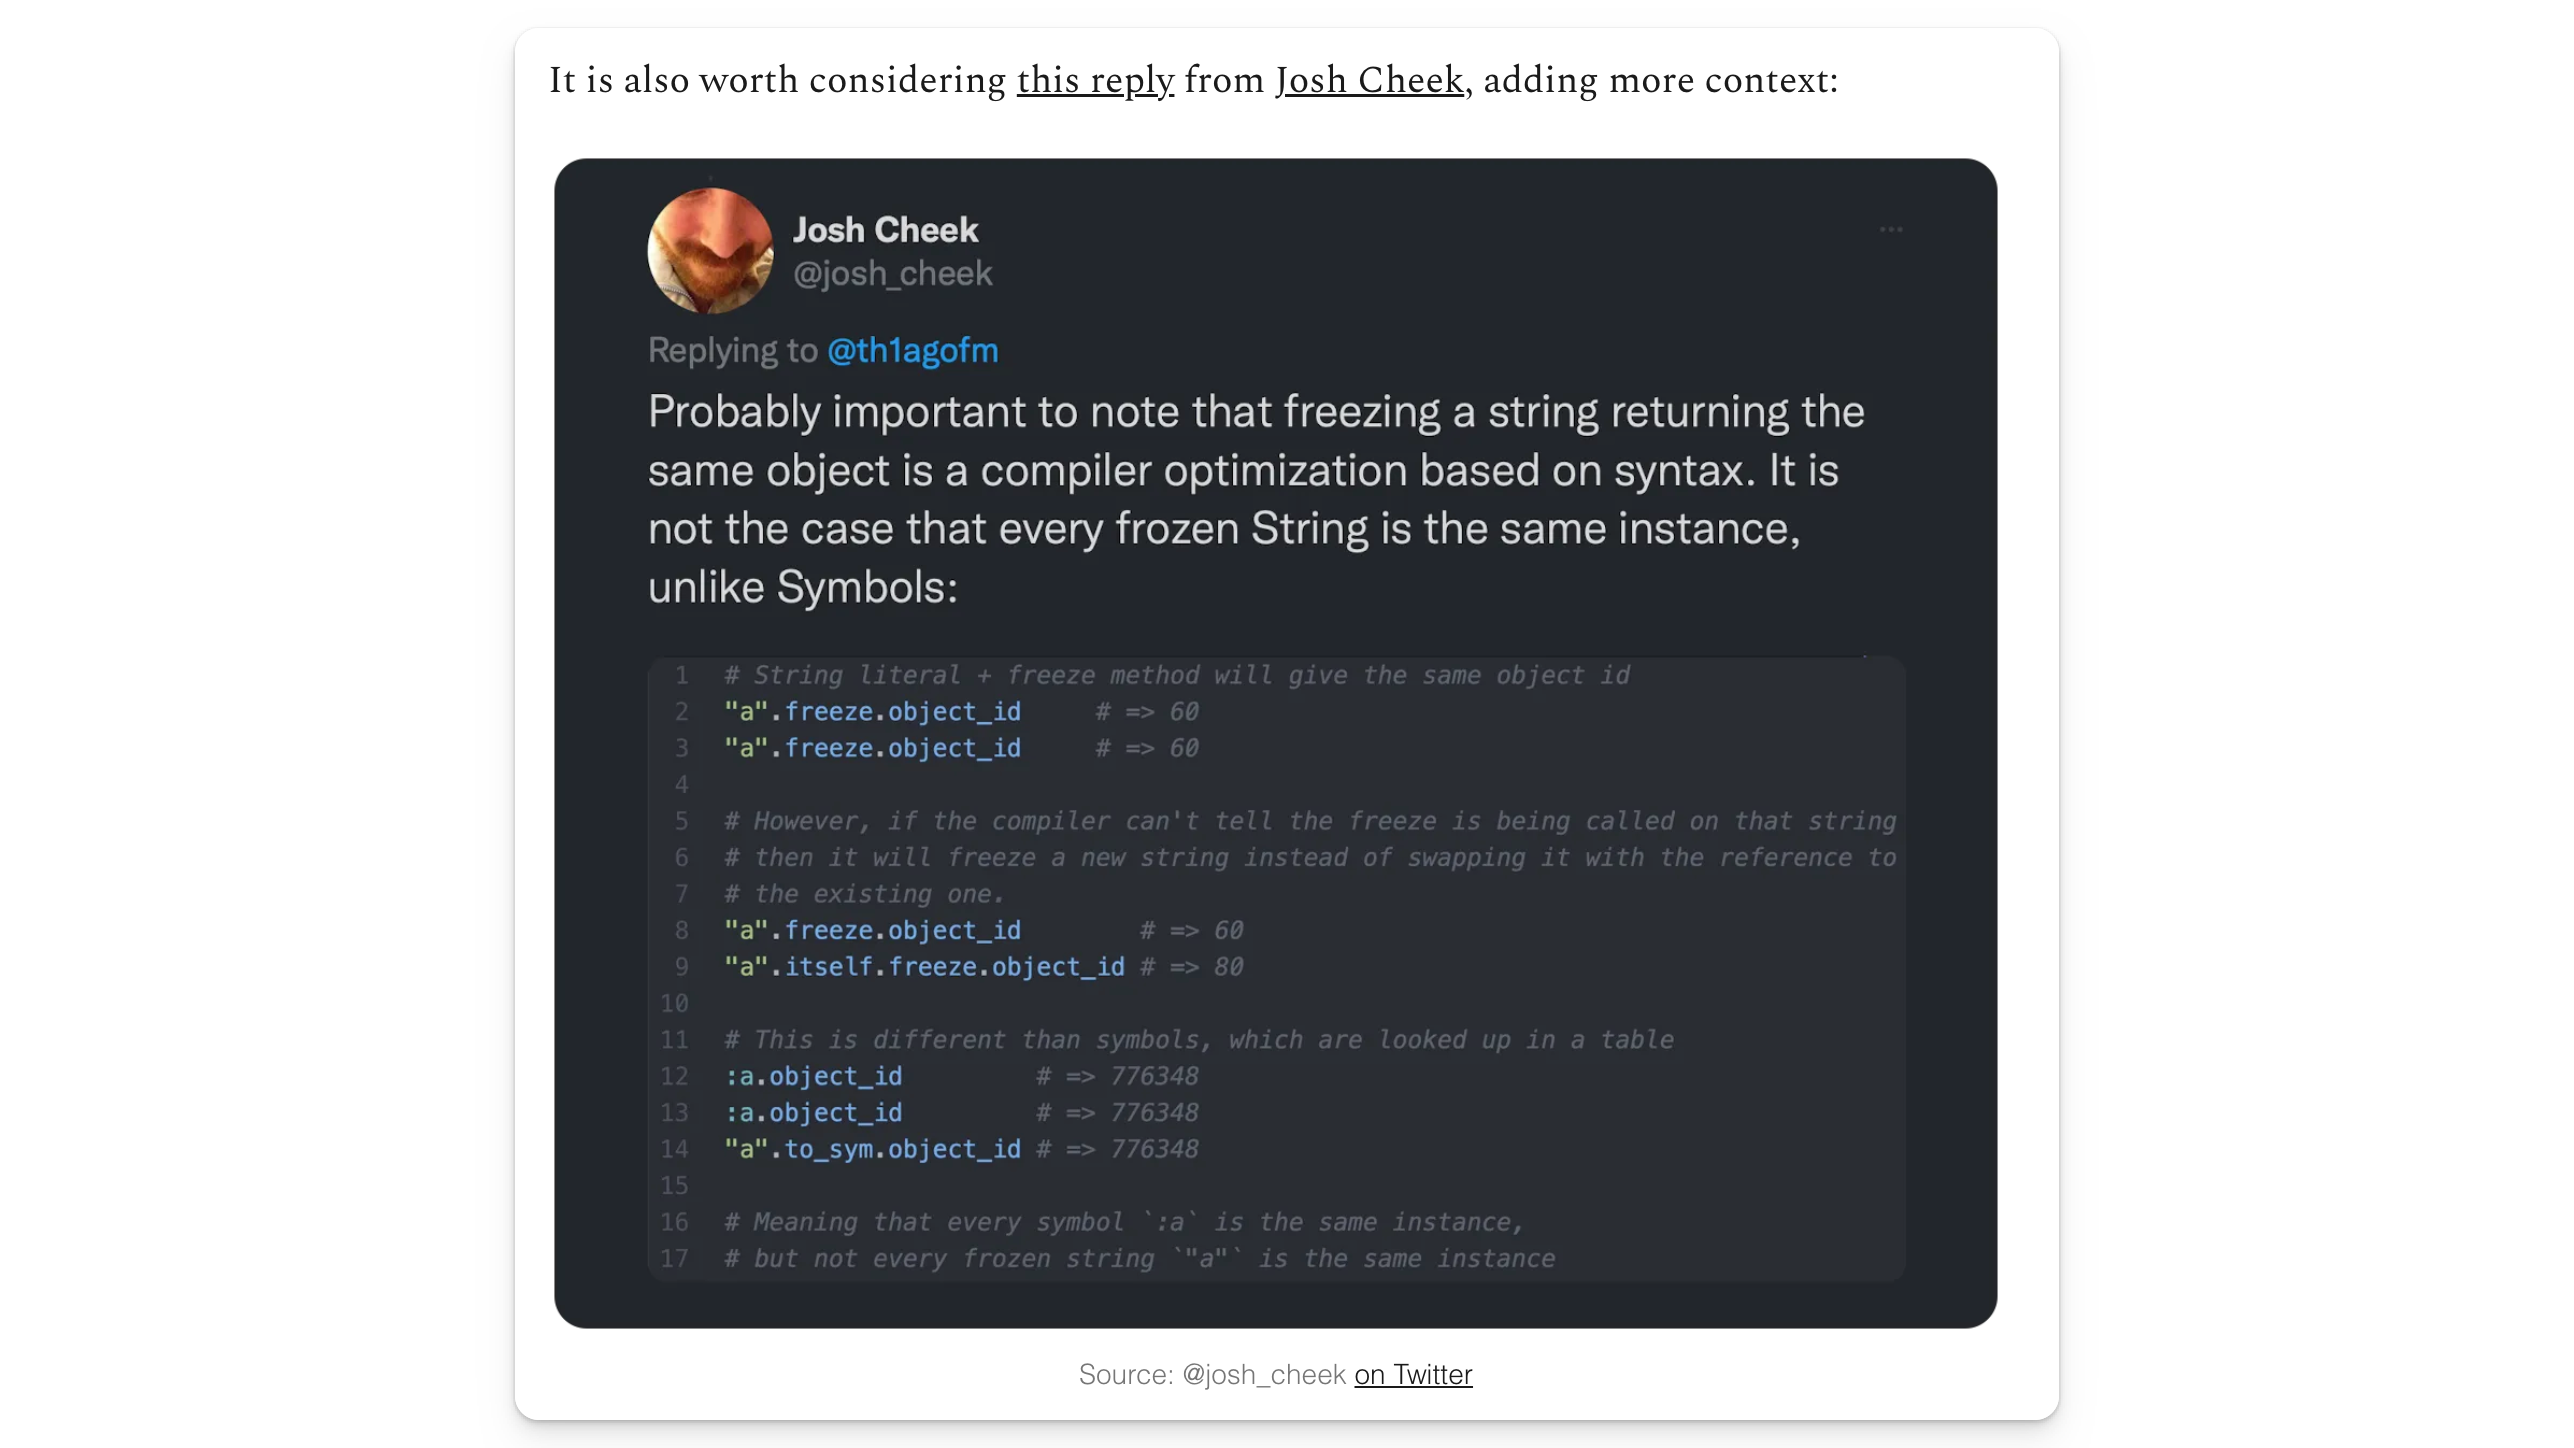 It is also worth considering this reply from Josh Cheek, adding more context:
Josh Cheek
@josh_cheek
Replying to @th1agofm
Probably important to note that freezing a string returning the
same object is a compiler optimization based on syntax. It is
not the case that every frozen String is the same instance,
unlike Symbols:
1 # String literal + freeze method will give the same object id
2 "a".freeze.object_id     # => 60
3 "a".freeze.object_id     # => 60
4
5 # However, if the compiler can't tell the freeze is being called on that string
6 # then it will freeze a new string instead of swapping it with the reference to
7 # the existing one.
8 "a".freeze.object_id        # => 60
9 "a".itself.freeze.object_id # => 80
10
11 # This is different than symbols, which are looked up in a table
12 :a.object_id         # => 776348
13 :a.object_id         # => 776348
14 "a".to_sym.object_id # => 776348
15
16 # Meaning that every symbol `:a` is the same instance,
17 # but not every frozen string `"a"` is the same instance
Source: @josh_cheek on Twitter